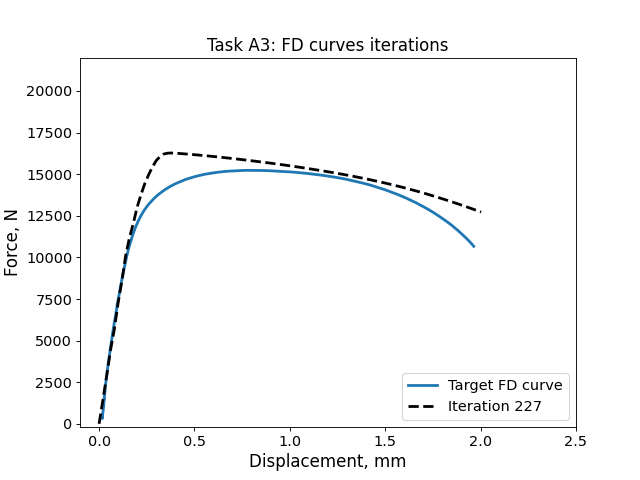 Task A3: FD curves iterations
Force, N
20000
17500
15000
12500
10000
7500
5000
2500
0
0.0 0.5 1.0 1.5 2.0 2.5
Displacement, mm
Target FD curve
Iteration 227